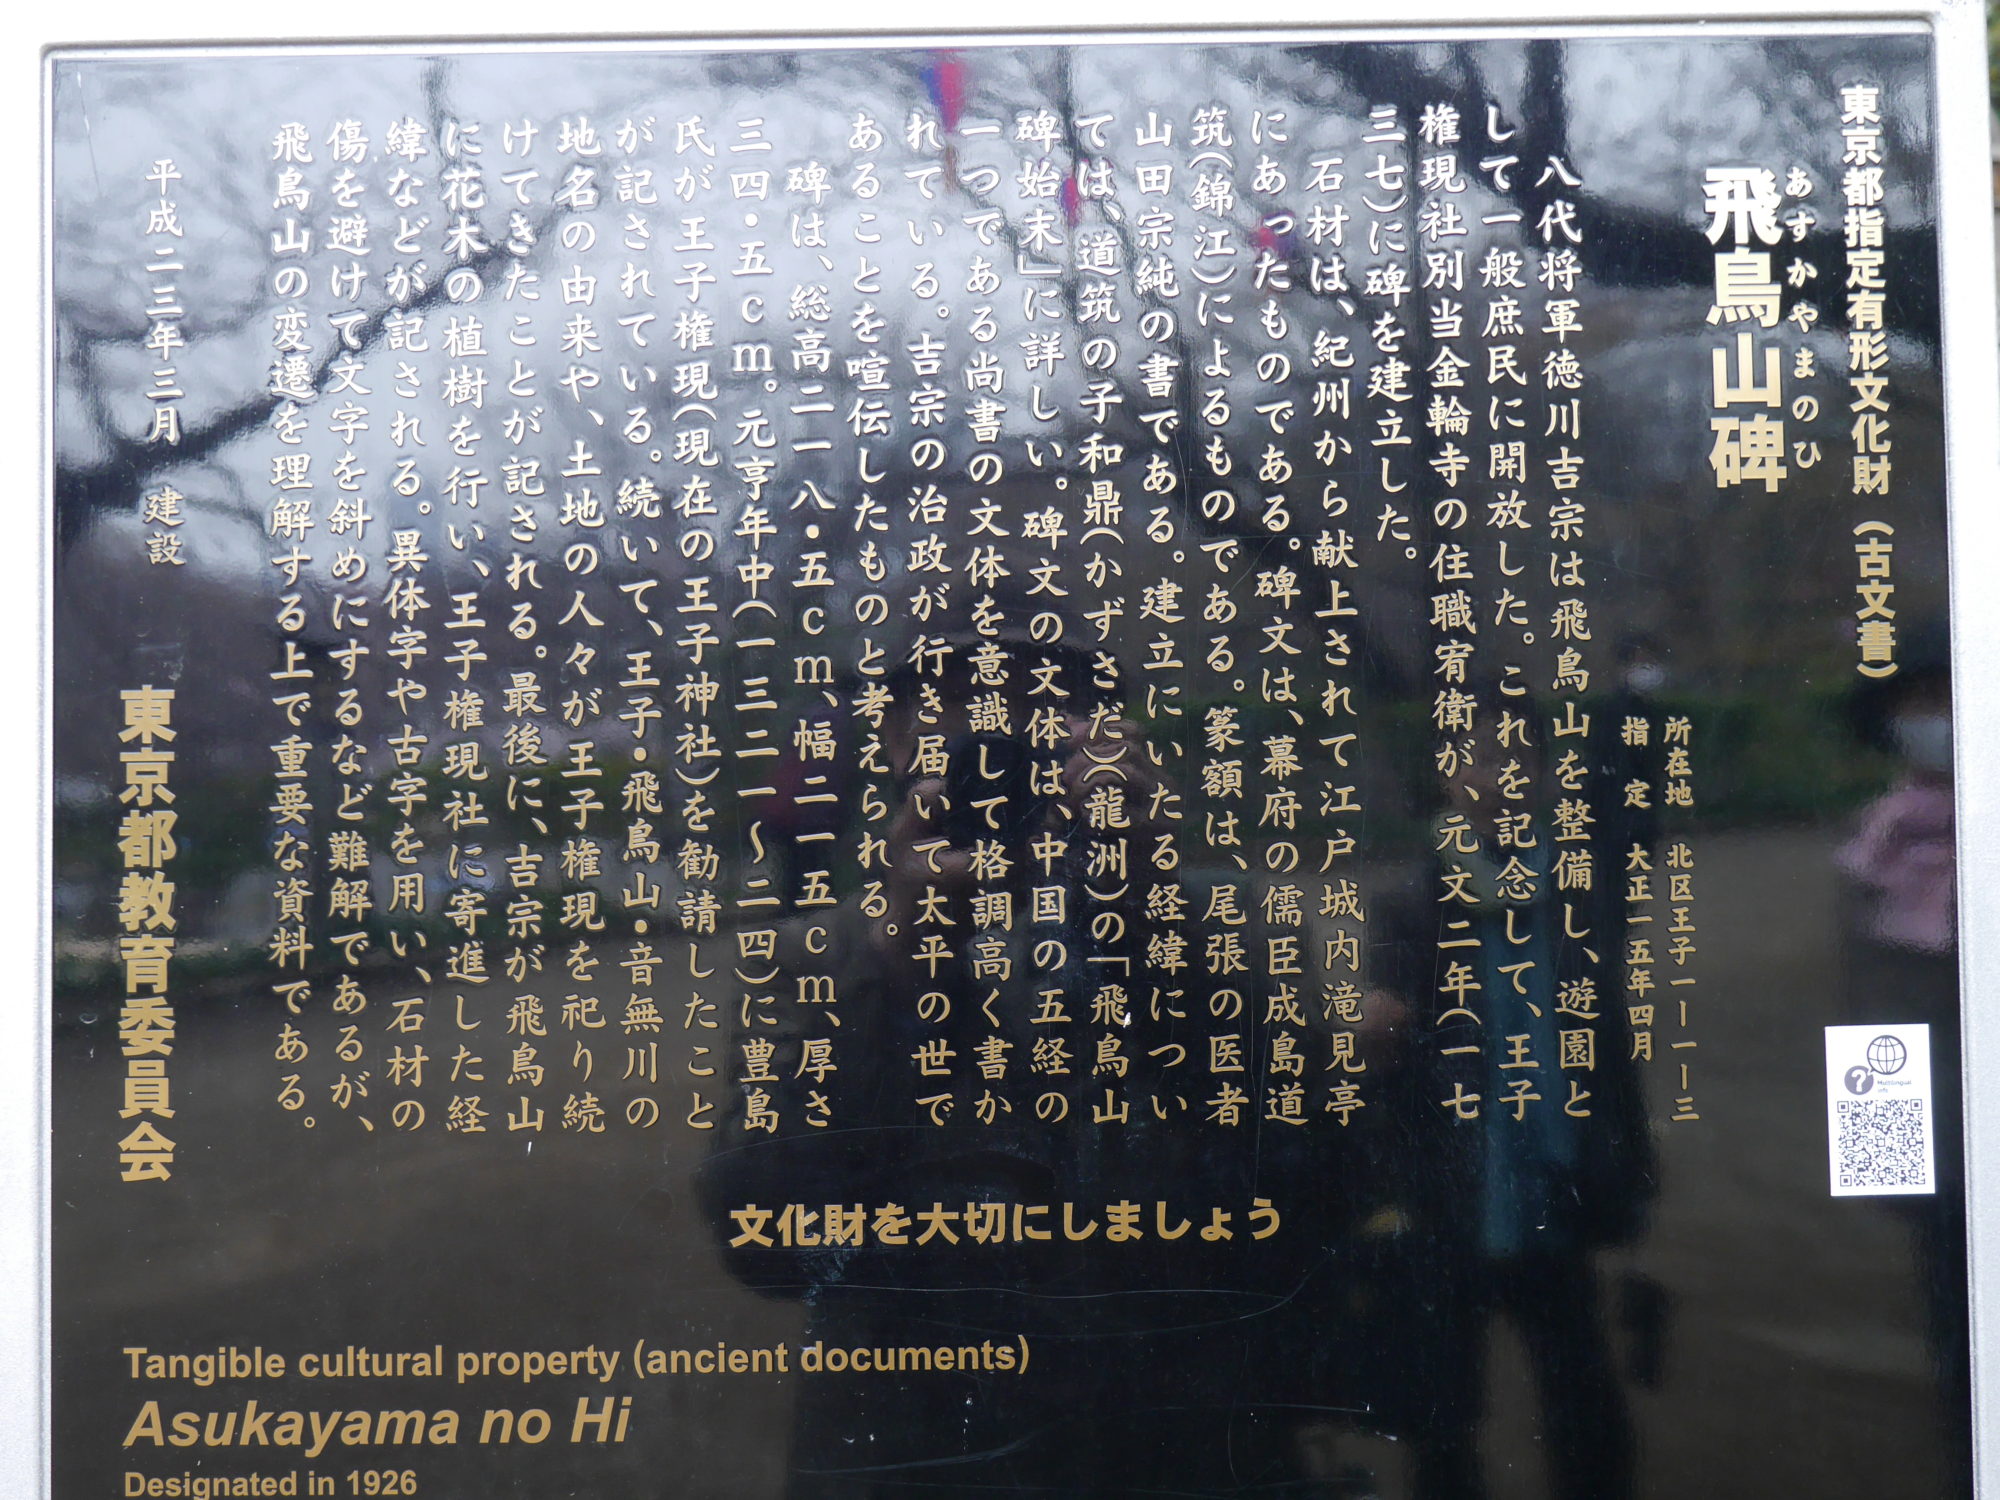 東京都指定有形文化財（古文書）
あすかやまのひ
飛鳥山碑
所在地 北区王子一ー一ー三
指定 大正一五年四月
八代将軍徳川吉宗は飛鳥山を整備し、遊園と
して一般庶民に開放した。これを記念して、王子
権現社別当金輪寺の住職宥衛が、元文二年（一七
三七）に碑を建立した。
石材は、紀州から献上されて江戸城内滝見亭
にあったものである。碑文は、幕府の儒臣成島道
筑（錦江）によるものである。篆額は、尾張の医者
山田宗純の書である。建立にいたる経緯につい
ては、道筑の子和鼎（かずさだ）（龍洲）の「飛鳥山
碑始末」に詳しい。碑文の文体は、中国の五経の
一つである尚書の文体を意識して格調高く書か
れている。吉宗の治政が行き届いて太平の世で
あることを喧伝したものと考えられる。
碑は、総高二一八・五ｃｍ、幅二一五ｃｍ、厚さ
三四・五ｃｍ。元亨年中（一三二一～二四）に豊島
氏が王子権現（現在の王子神社）を勧請したこと
が記されている。続いて、王子・飛鳥山・音無川の
地名の由来や、土地の人々が王子権現を祀り続
けてきたことが記される。最後に、吉宗が飛鳥山
に花木の植樹を行い、王子権現社に寄進した経
緯などが記される。異体字や古字を用い、石材の
傷を避けて文字を斜めにするなど難解であるが、
飛鳥山の変遷を理解する上で重要な資料である。
平成二三年三月 建設
東京都教育委員会
文化財を大切にしましょう
Tangible cultural property (ancient documents)
Asukayama no Hi
Designated in 1926
Multilingual
info